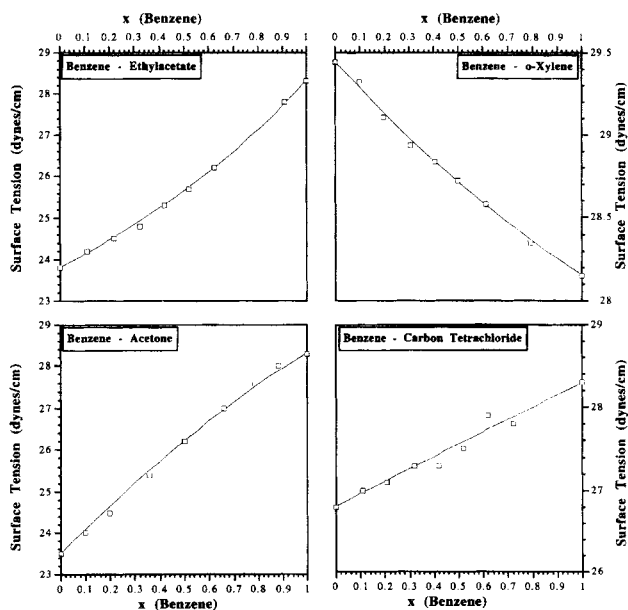 x (Benzene) x (Benzene)
0 0.1 0.2 0.3 0.4 0.5 0.6 0.7 0.8 0.9 1 0 0.1 0.2 0.3 0.4 0.5 0.6 0.7 0.8 0.9 1
Benzene - Ethylacetate
Surface Tension (dynes/cm)
29
28
27
26
25
24
23
Benzene - o-Xylene
29.5
29
28.5
28
Surface Tension (dynes/cm)
Benzene - Acetone
Surface Tension (dynes/cm)
29
28
27
26
25
24
23
Benzene - Carbon Tetrachloride
29
28
27
26
Surface Tension (dynes/cm)
0 0.1 0.2 0.3 0.4 0.5 0.6 0.7 0.8 0.9 1 0 0.1 0.2 0.3 0.4 0.5 0.6 0.7 0.8 0.9 1
x (Benzene) x (Benzene)